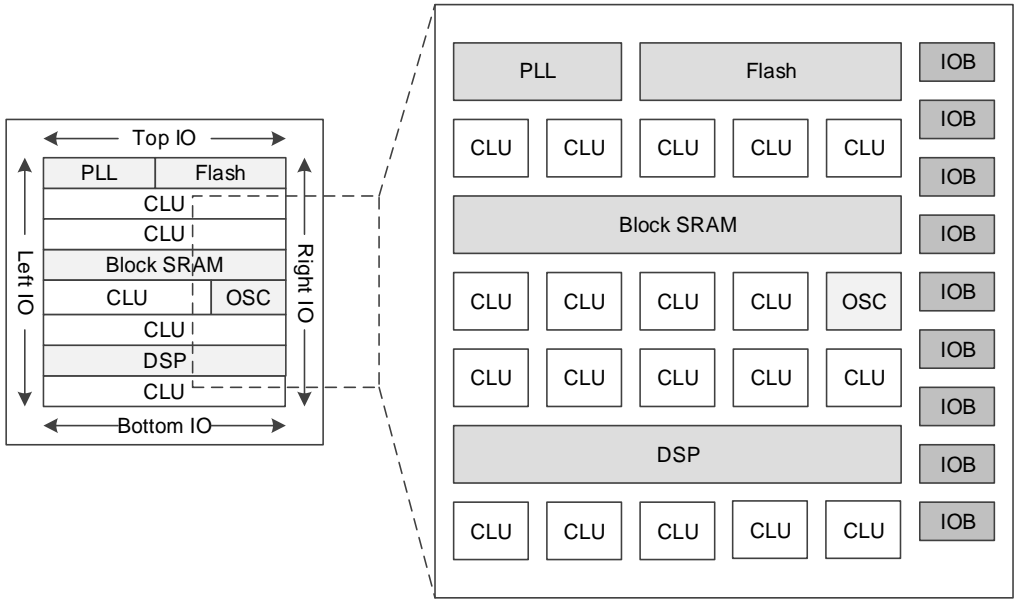 Top IO
PLL Flash
CLU
CLU
Block SRAM
CLU OSC
CLU
DSP
CLU
Bottom IO
Left IO
Right IO
PLL Flash
CLU CLU CLU CLU CLU
Block SRAM
CLU CLU CLU CLU OSC
CLU CLU CLU CLU CLU
DSP
CLU CLU CLU CLU CLU
IOB
IOB
IOB
IOB
IOB
IOB
IOB
IOB
IOB